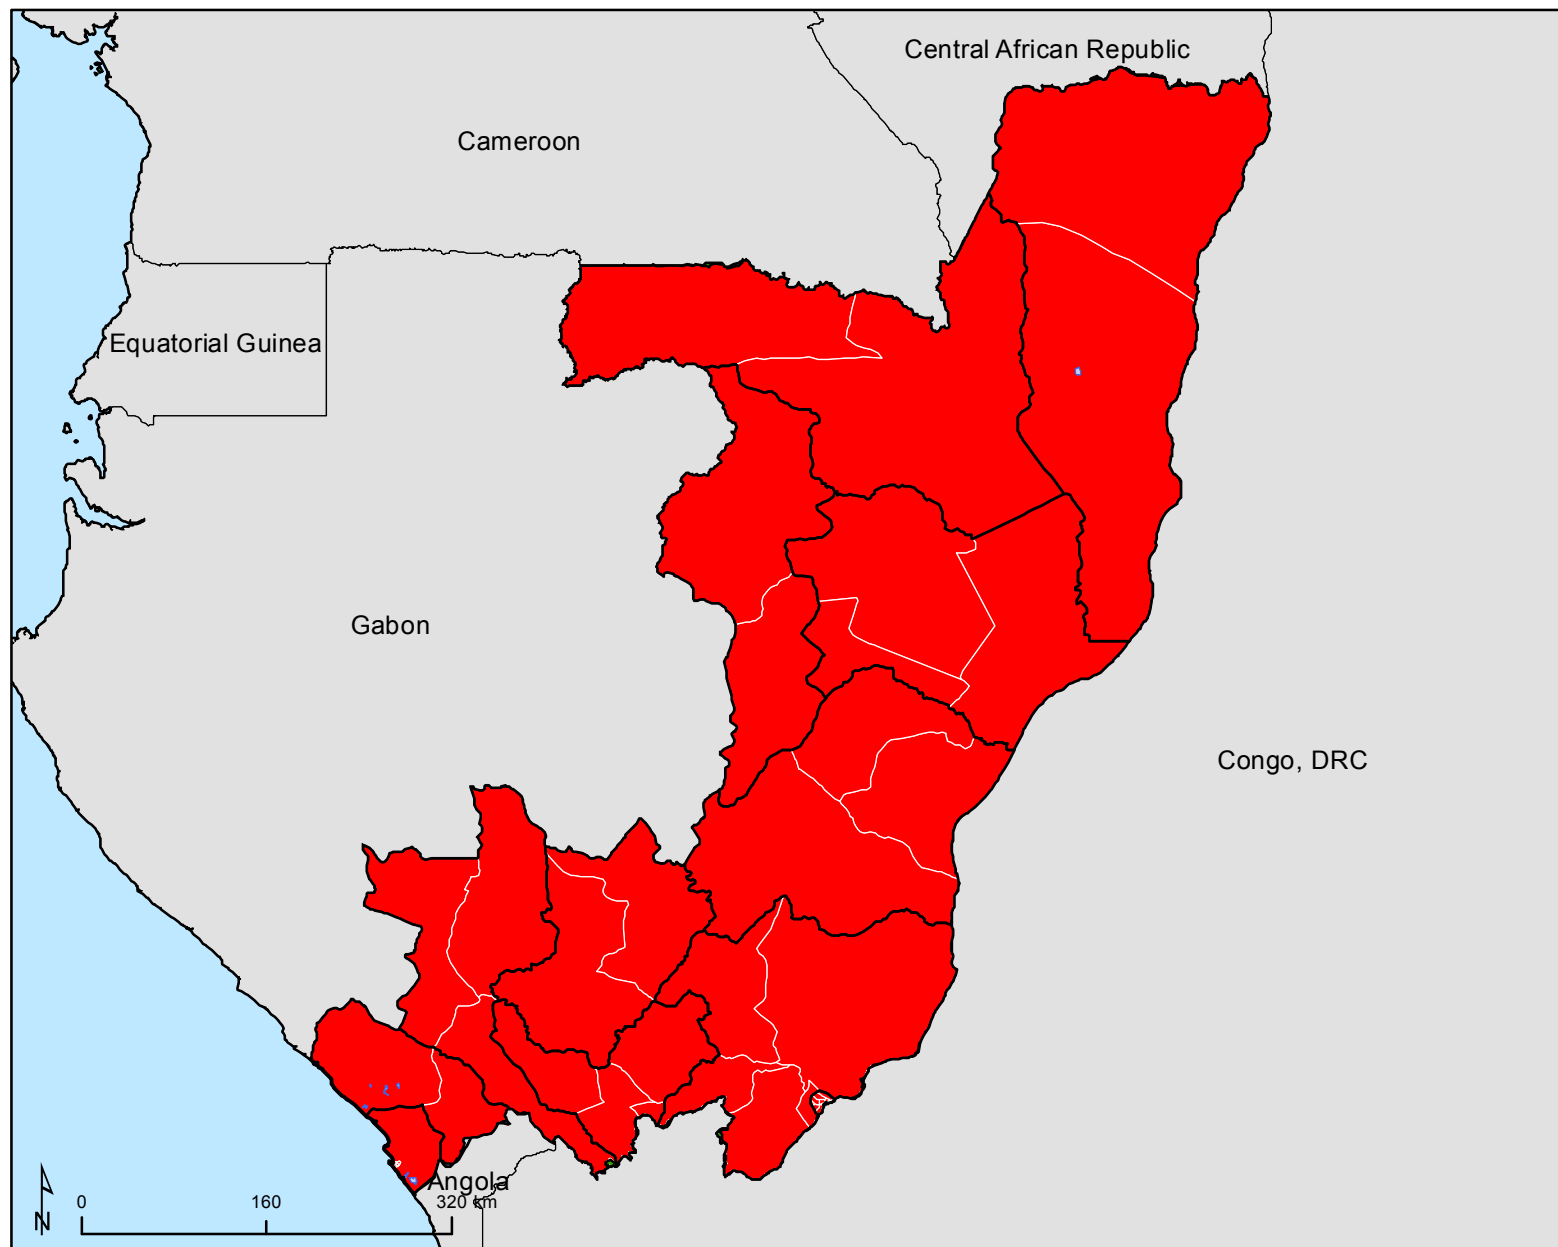 Central African Republic
Cameroon
Equatorial Guinea
Gabon
Congo, DRC
Angola
0 160 320 km
N